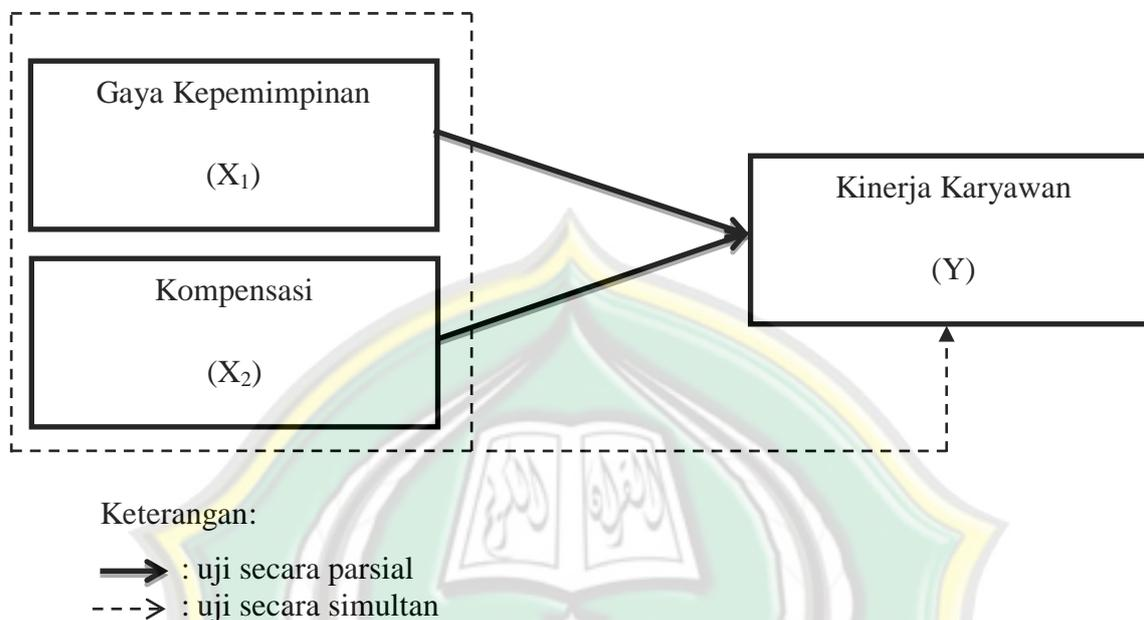 Gaya Kepemimpinan
(X₁)
Kompensasi
(X₂)
Kinerja Karyawan
(Y)
Keterangan:
: uji secara parsial
: uji secara simultan